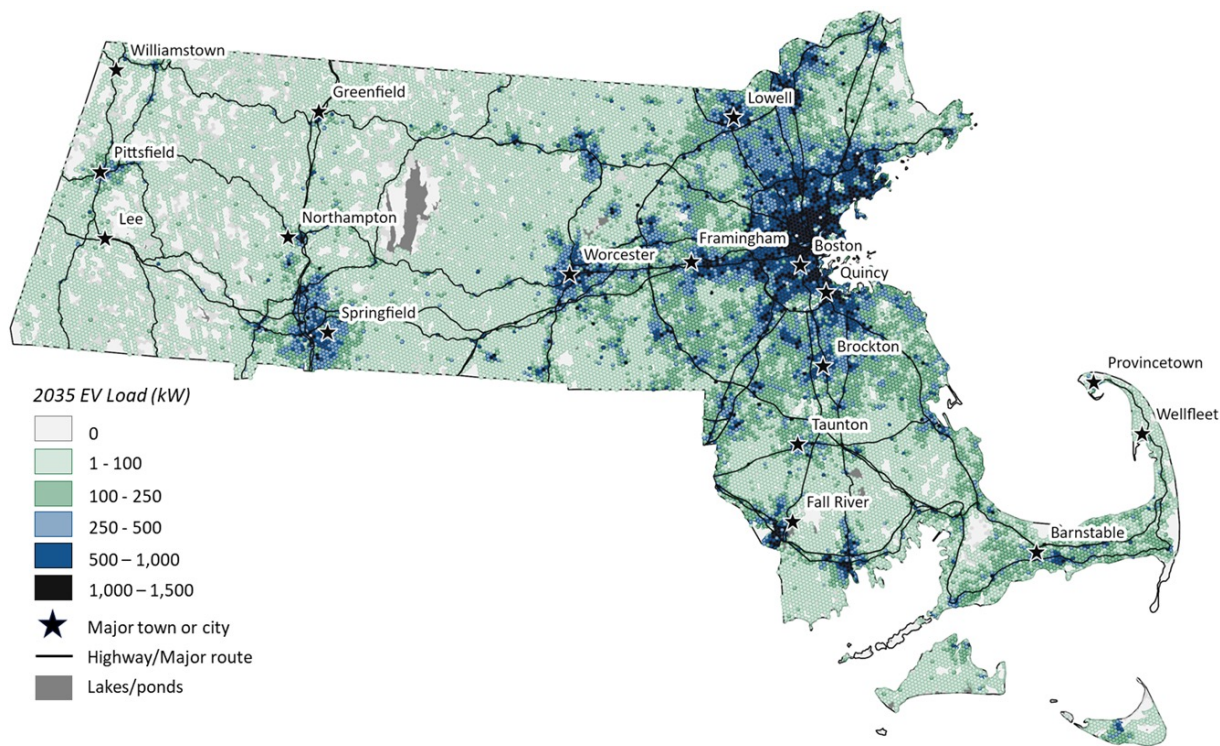 Williamstown
Greenfield
Lowell
Pittsfield
Lee
Northampton
Worcester
Framingham
Boston
Quincy
Springfield
Brockton
Provincetown
Wellfleet
Taunton
Fall River
Barnstable
2035 EV Load (kW)
0
1 - 100
100 - 250
250 - 500
500 – 1,000
1,000 – 1,500
Major town or city
Highway/Major route
Lakes/ponds